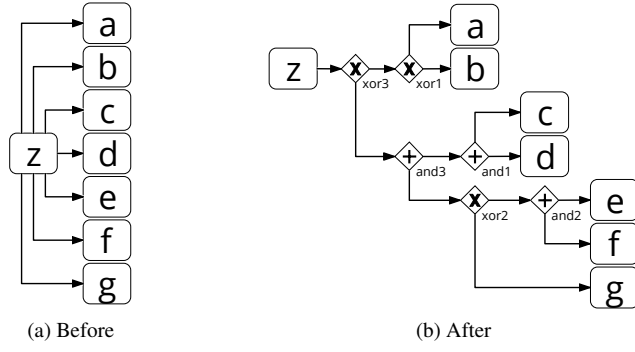 a
b
c
z
d
e
f
g
(a) Before
a
z
X
xor3
X
xor1
b
c
+
and3
+
and1
d
X
xor2
+
and2
e
f
g
(b) After